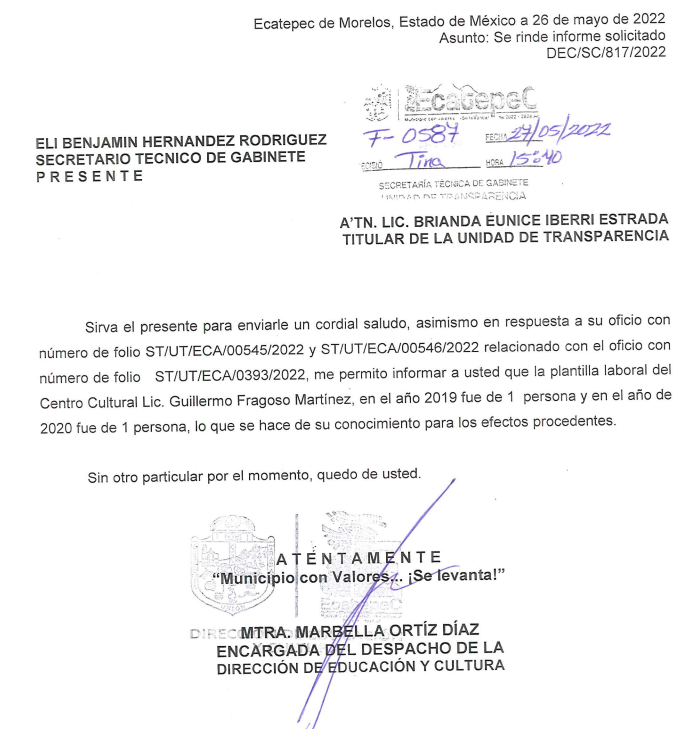 Ecatepec de Morelos, Estado de México a 26 de mayo de 2022
Asunto: Se rinde informe solicitado
DEC/SC/817/2022
EcatepeC
F-0587 FECHA 27/05/2022
RECIBIÓ Tina HORA 15:40
SECRETARÍA TÉCNICA DE GABINETE
UNIDAD DE TRANSPARENCIA
ELI BENJAMIN HERNANDEZ RODRIGUEZ
SECRETARIO TECNICO DE GABINETE
P R E S E N T E
A'TN. LIC. BRIANDA EUNICE IBERRI ESTRADA
TITULAR DE LA UNIDAD DE TRANSPARENCIA
Sirva el presente para enviarle un cordial saludo, asimismo en respuesta a su oficio con
número de folio ST/UT/ECA/00545/2022 y ST/UT/ECA/00546/2022 relacionado con el oficio con
número de folio ST/UT/ECA/0393/2022, me permito informar a usted que la plantilla laboral del
Centro Cultural Lic. Guillermo Fragoso Martínez, en el año 2019 fue de 1 persona y en el año de
2020 fue de 1 persona, lo que se hace de su conocimiento para los efectos procedentes.
Sin otro particular por el momento, quedo de usted.
A T E N T A M E N T E
"Municipio con Valores... ¡Se levanta!"
EcatepeC
MTRA. MARBELLA ORTÍZ DÍAZ
ENCARGADA DEL DESPACHO DE LA
DIRECCIÓN DE EDUCACIÓN Y CULTURA